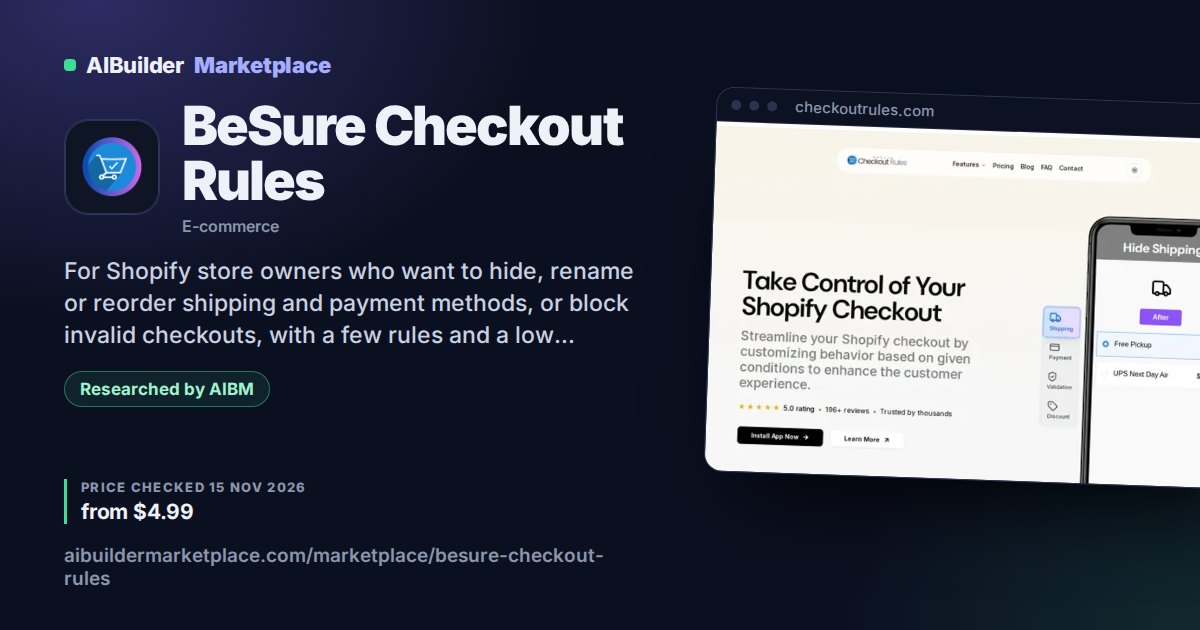 AIBuilder Marketplace
BeSure Checkout
Rules
E-commerce
For Shopify store owners who want to hide, rename
or reorder shipping and payment methods, or block
invalid checkouts, with a few rules and a low...
Researched by AIBM
PRICE CHECKED 15 NOV 2026
from $4.99
aibuildermarketplace.com/marketplace/besure-checkout-
rules
checkoutrules.com
Checkout Rules
Features Pricing Blog FAQ Contact
Take Control of Your
Shopify Checkout
Streamline your Shopify checkout by
customizing behavior based on given
conditions to enhance the customer
experience.
★★★★★ 5.0 rating • 196+ reviews • Trusted by thousands
Install App Now → Learn More ↗
Shipping
Payment
Validation
Discount
Hide Shipping
After
Free Pickup
UPS Next Day Air